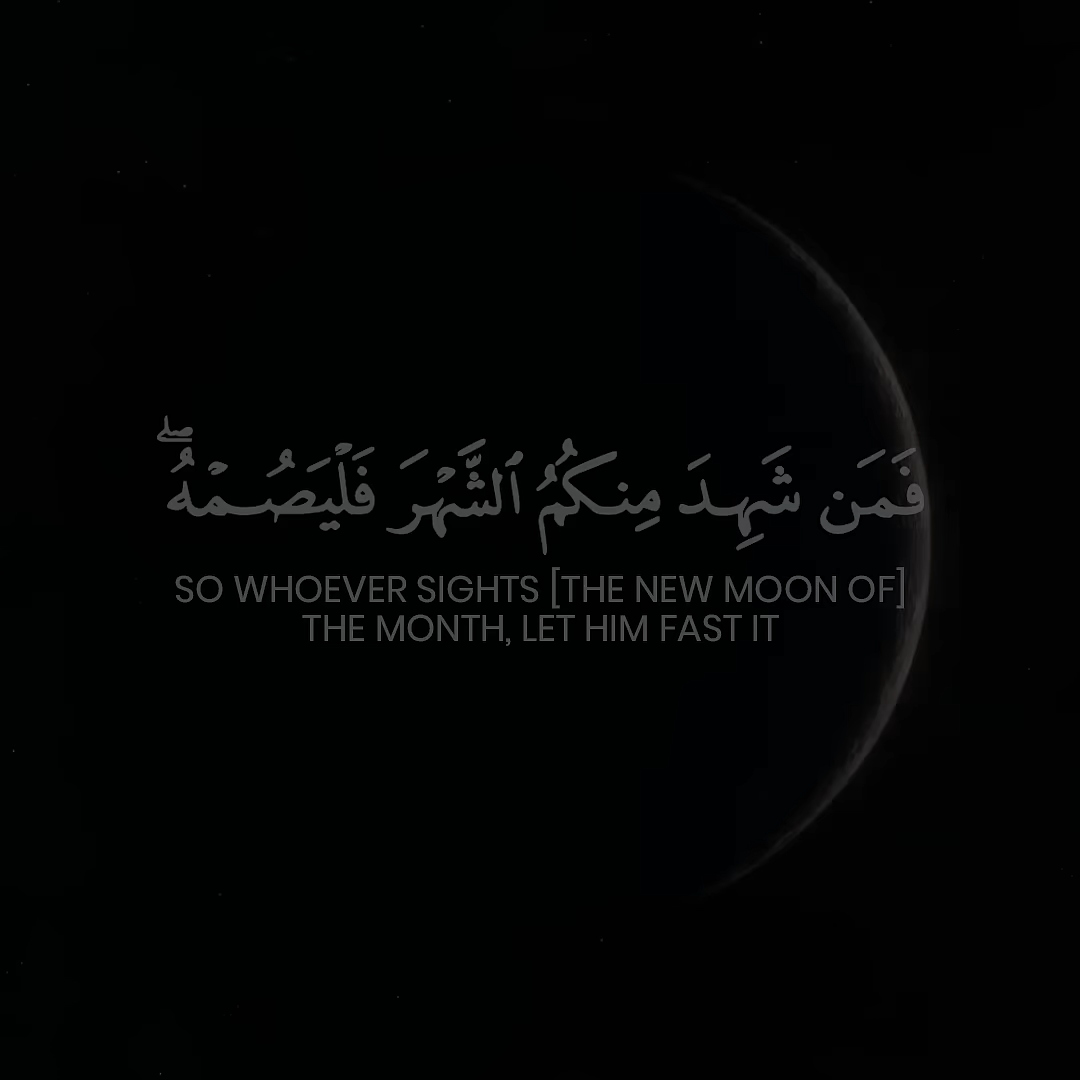 فَمَن شَهِدَ مِنكُمُ ٱلشَّهْرَ فَلْيَصُمْهُ ۖ
SO WHOEVER SIGHTS [THE NEW MOON OF]
THE MONTH, LET HIM FAST IT